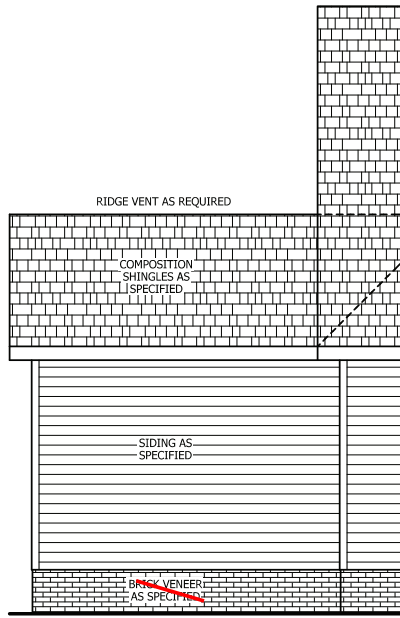 RIDGE VENT AS REQUIRED
COMPOSITION
SHINGLES AS
SPECIFIED
SIDING AS
SPECIFIED
BRICK VENEER
AS SPECIFIED